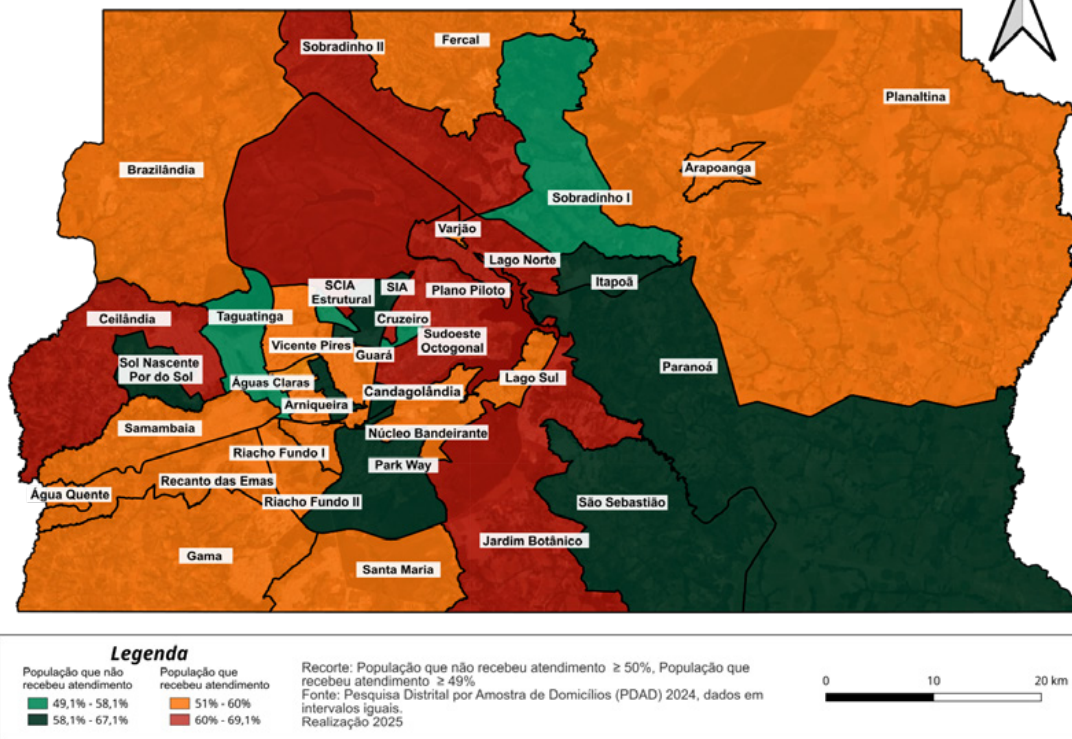 Sobradinho II
Fercal
Planaltina
Brazilândia
Arapoanga
Sobradinho I
Varjão
Lago Norte
Itapoã
SCIA
Estrutural
SIA
Plano Piloto
Ceilândia
Taguatinga
Cruzeiro
Sudoeste
Octogonal
Vicente Pires
Guará
Sol Nascente
Por do Sol
Paranoá
Águas Claras
Lago Sul
Candagolândia
Arniqueira
Samambaia
Núcleo Bandeirante
Riacho Fundo I
Park Way
Recanto das Emas
Água Quente
Riacho Fundo II
São Sebastião
Jardim Botânico
Gama
Santa Maria
Legenda
População que não
recebeu atendimento
49,1% - 58,1%
58,1% - 67,1%
População que
recebeu atendimento
51% - 60%
60% - 69,1%
Recorte: População que não recebeu atendimento ≥ 50%, População que
recebeu atendimento ≥ 49%
Fonte: Pesquisa Distrital por Amostra de Domicílios (PDAD) 2024, dados em
intervalos iguais.
Realização 2025
0 10 20 km